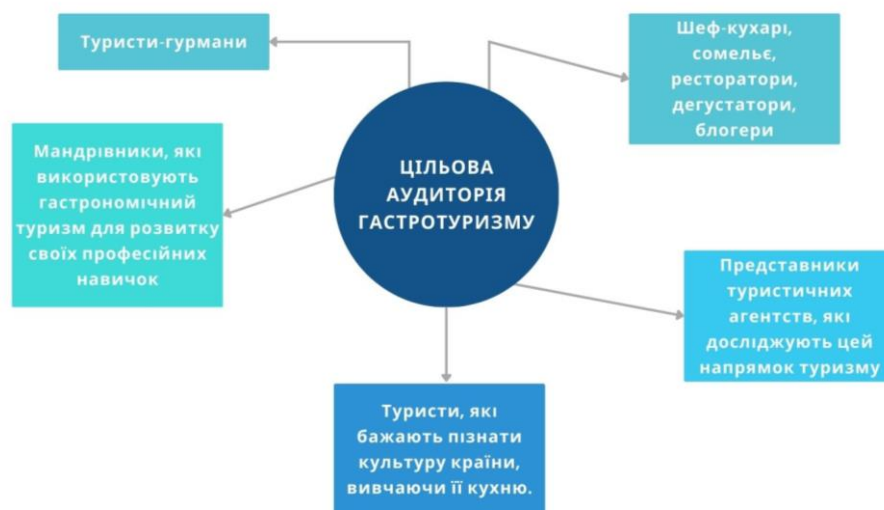 Туристи-гурмани
Шеф-кухарі,
сомельє,
ресторатори,
дегустатори,
блогери
ЦІЛЬОВА
АУДИТОРІЯ
ГАСТРОТУРИЗМУ
Мандрівники, які
використовують
гастрономічний
туризм для розвитку
своїх професійних
навичок
Представники
туристичних
агентств, які
досліджують цей
напрямок туризму
Туристи, які
бажають пізнати
культуру країни,
вивчаючи її кухню.